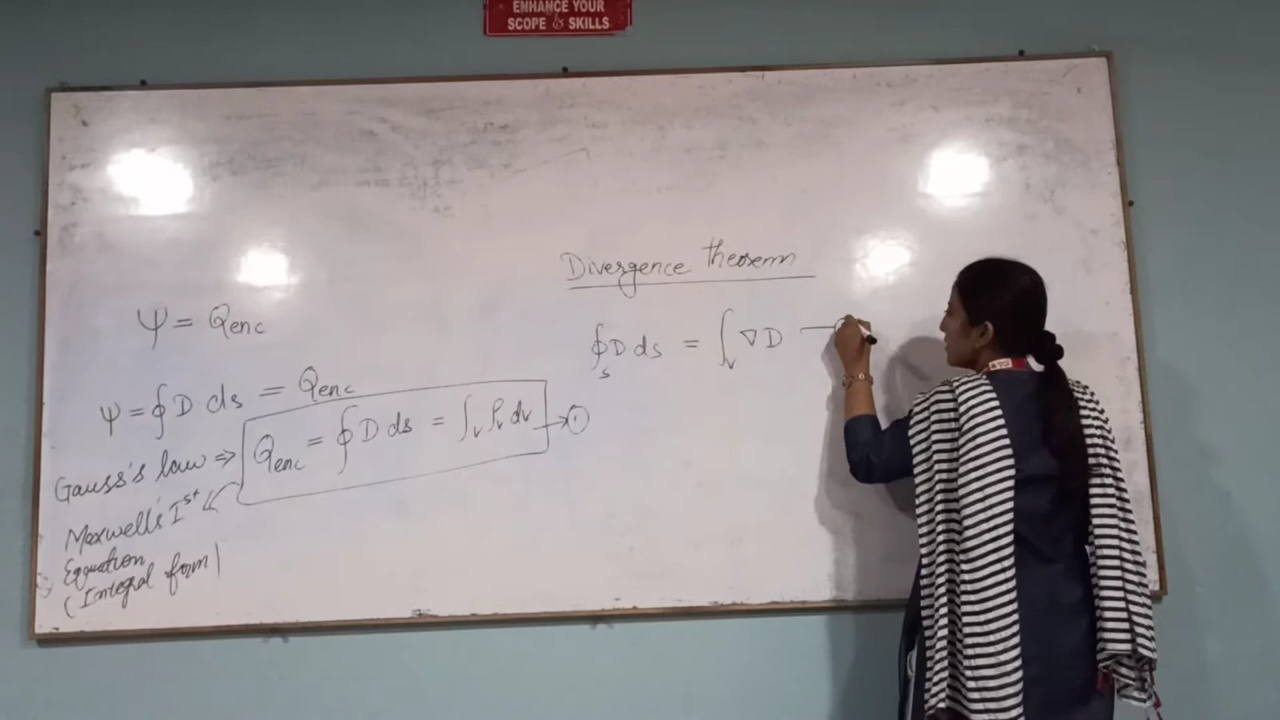 ENHANCE YOUR
SCOPE & SKILLS
Ψ = Qenc
Ψ = ∮ D ds = Qenc
Gauss's law ⇒ Qenc = ∮ D ds = ∫v ρv dv → ①
Maxwell's Ist
Equation
(Integral form)
Divergence theorem
∮s D ds = ∫v ∇D —